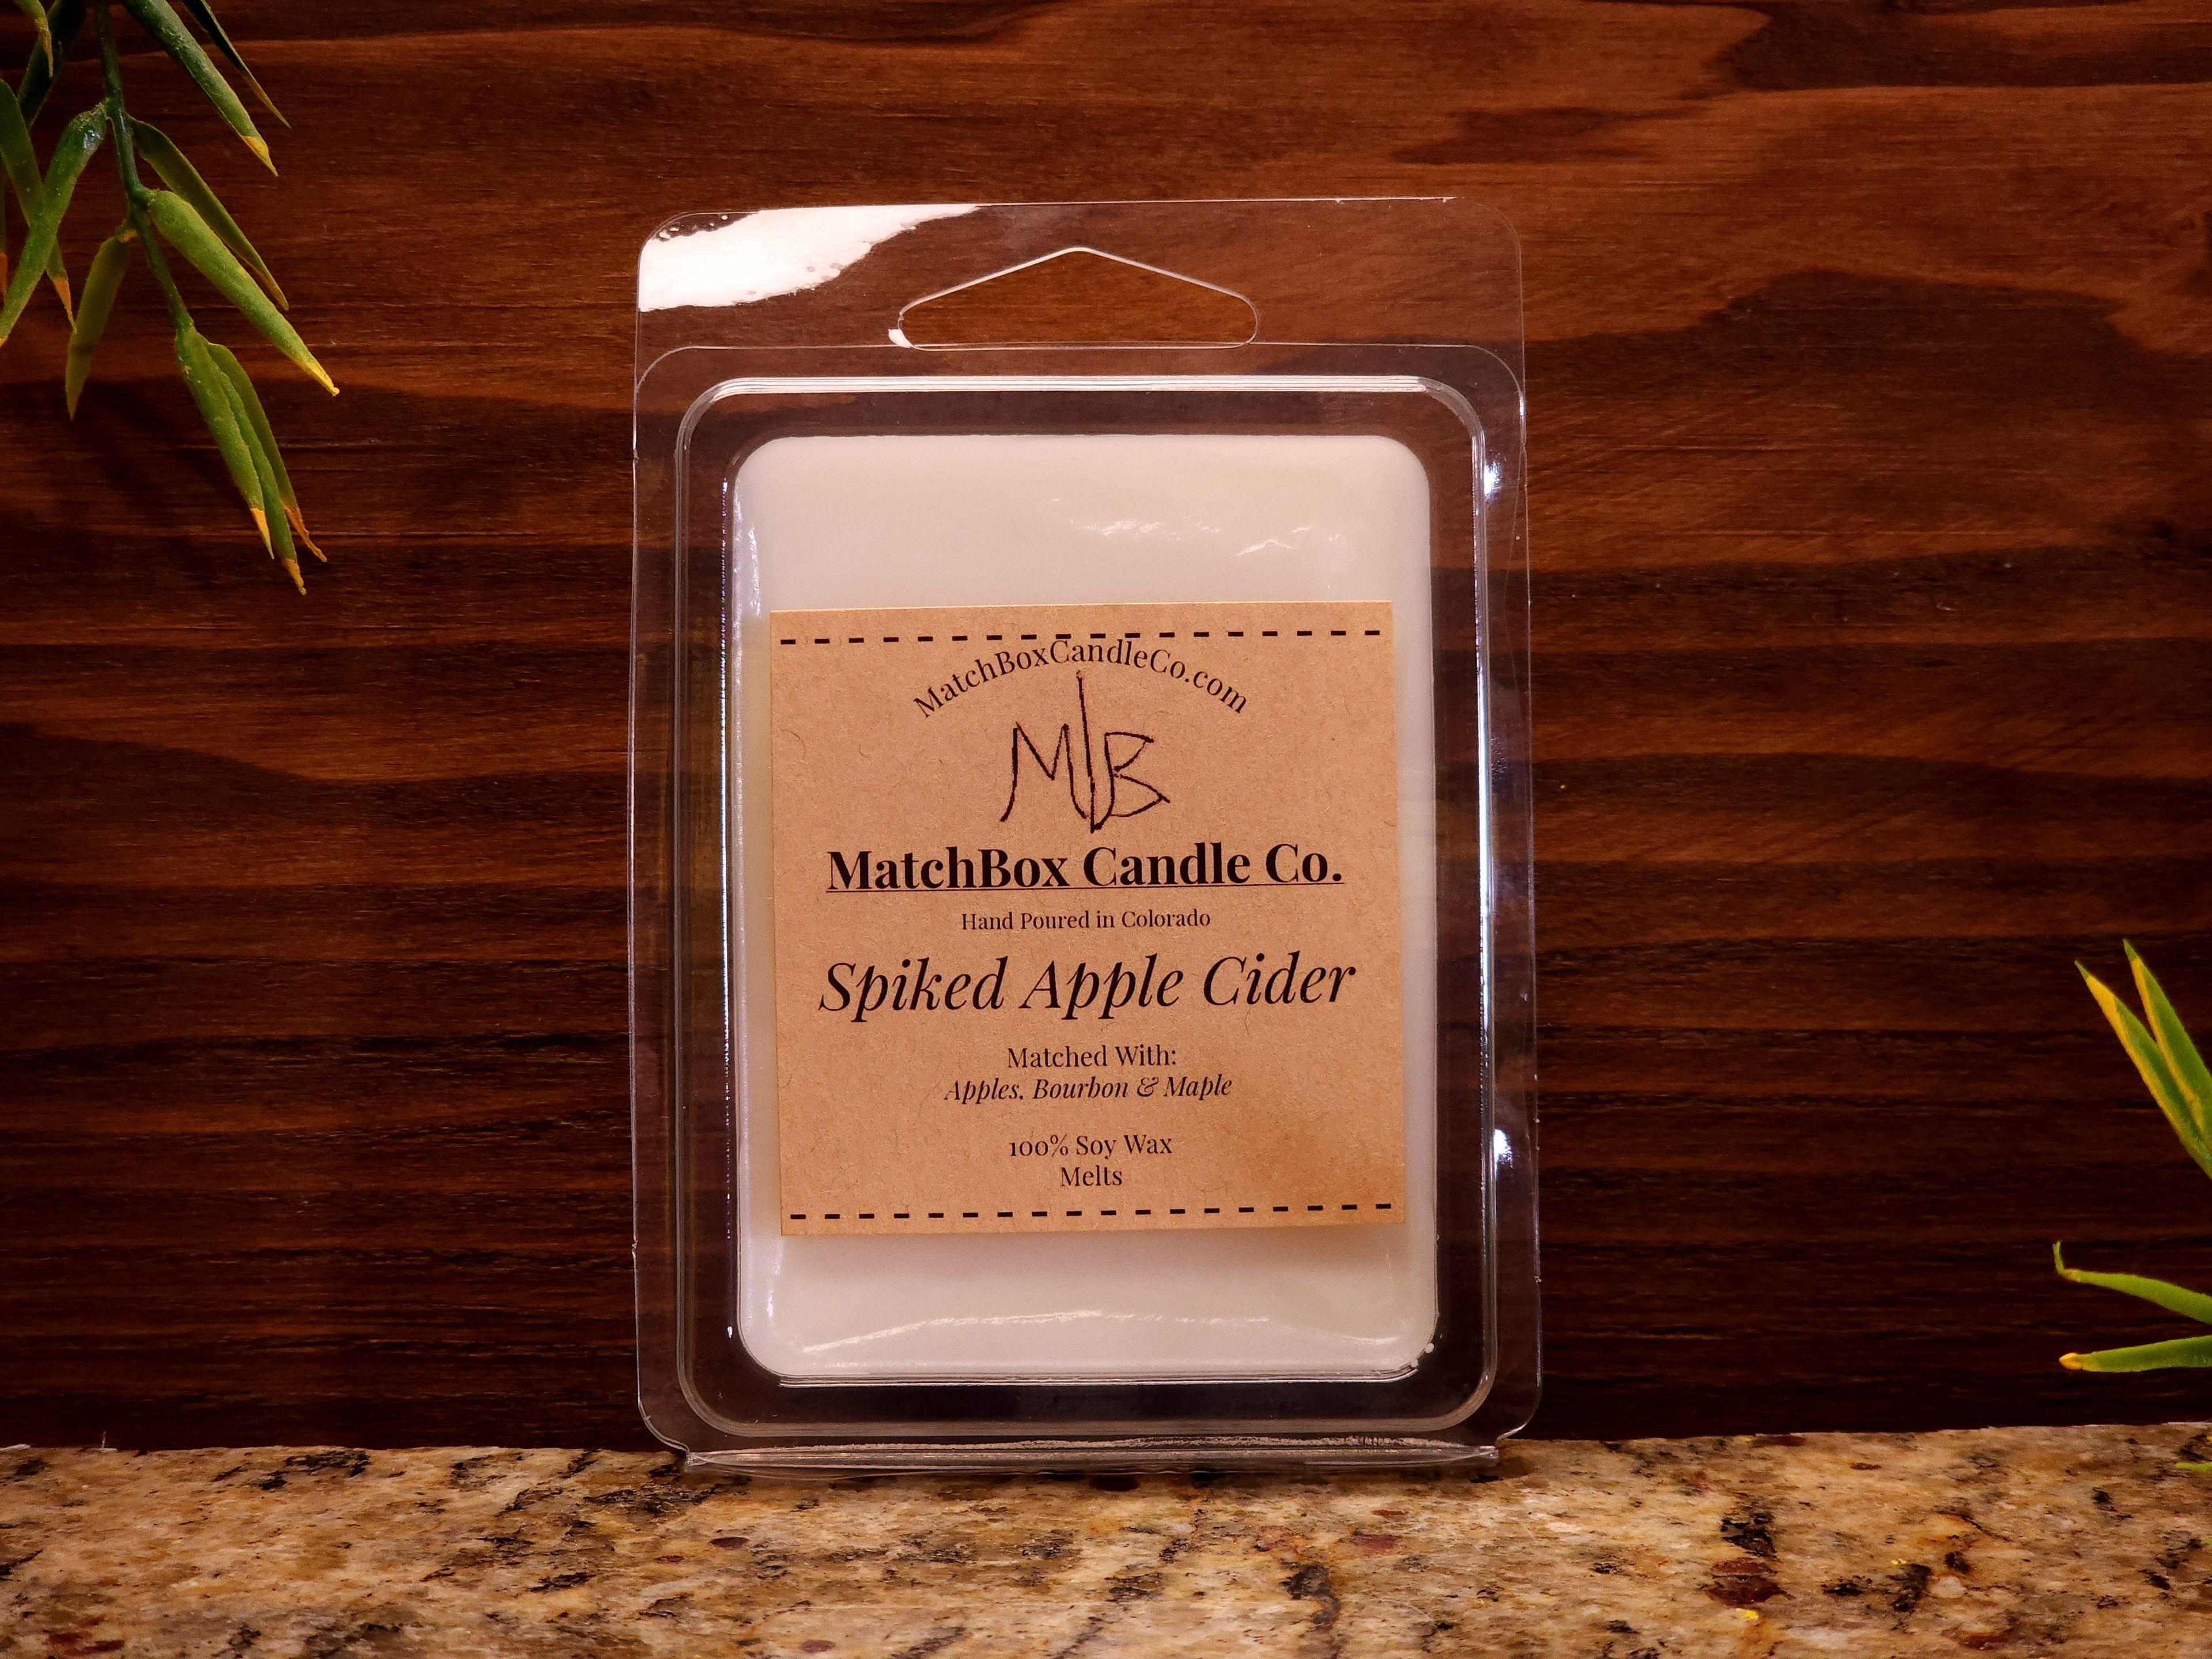 MatchBoxCandleCo.com
MB
MatchBox Candle Co.
Hand Poured in Colorado
Spiked Apple Cider
Matched With:
Apples, Bourbon & Maple
100% Soy Wax
Melts